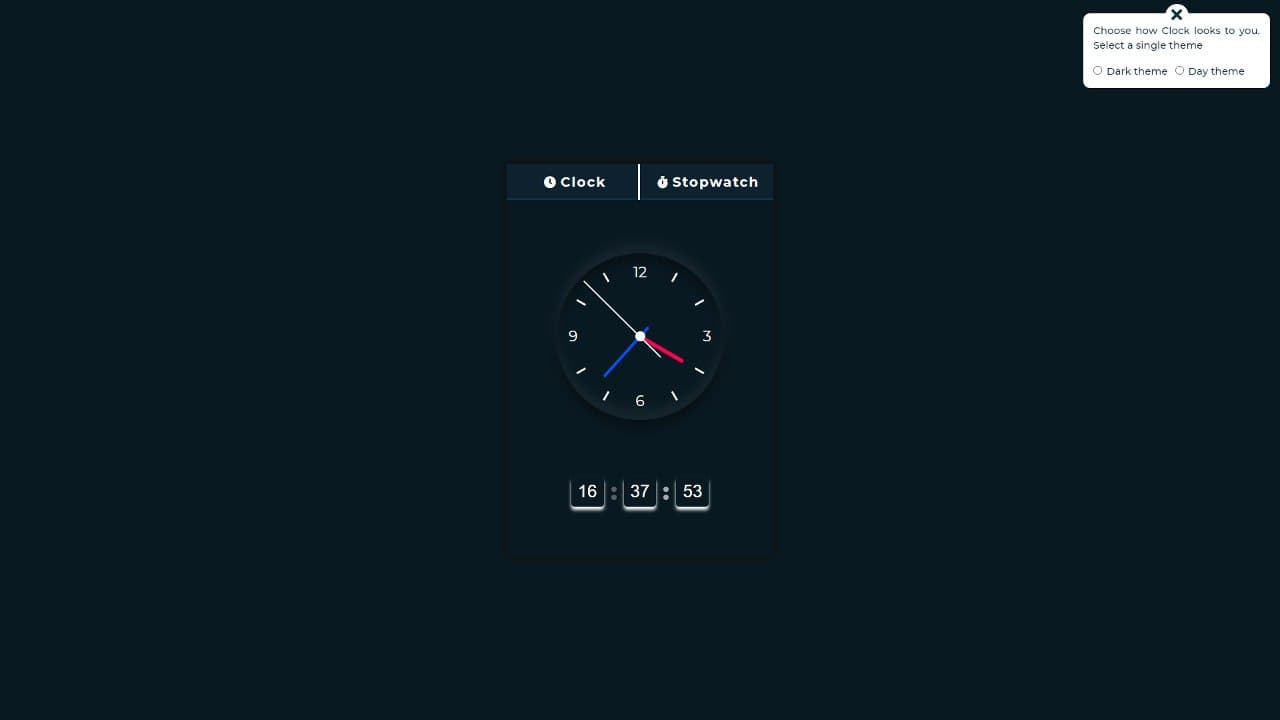 Choose how Clock looks to you.
Select a single theme
Dark theme Day theme
Clock Stopwatch
12
9 3
6
16 : 37 : 53